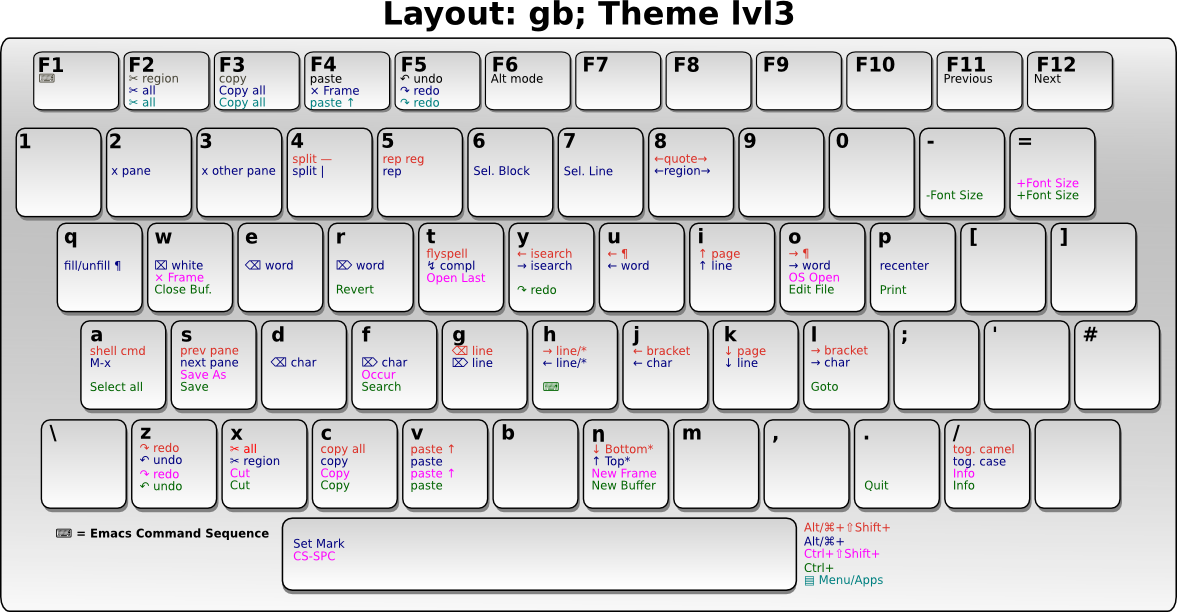 Layout: gb; Theme lvl3
F1
⌨
F2
✂ region
✂ all
✂ all
F3
copy
Copy all
Copy all
F4
paste
× Frame
paste ↑
F5
↶ undo
↷ redo
↷ redo
F6
Alt mode
F7
F8
F9
F10
F11
Previous
F12
Next
1
2
x pane
3
x other pane
4
split —
split |
5
rep reg
rep
6
Sel. Block
7
Sel. Line
8
←quote→
←region→
9
0
-
-Font Size
=
+Font Size
+Font Size
q
fill/unfill ¶
w
⌧ white
× Frame
Close Buf.
e
⌫ word
r
⌦ word
Revert
t
flyspell
↯ compl
Open Last
y
← isearch
→ isearch
↷ redo
u
← ¶
← word
i
↑ page
↑ line
o
→ ¶
→ word
OS Open
Edit File
p
recenter
Print
[
]
a
shell cmd
M-x
Select all
s
prev pane
next pane
Save As
Save
d
⌫ char
f
⌦ char
Occur
Search
g
⌫ line
⌦ line
h
→ line/*
← line/*
⌨
j
← bracket
← char
k
↓ page
↓ line
l
→ bracket
→ char
Goto
;
'
#
\
z
↷ redo
↶ undo
↷ redo
↶ undo
x
✂ all
✂ region
Cut
Cut
c
copy all
copy
Copy
Copy
v
paste ↑
paste
paste ↑
paste
b
n
↓ Bottom*
↑ Top*
New Frame
New Buffer
m
,
.
Quit
/
tog. camel
tog. case
Info
Info
⌨ = Emacs Command Sequence
Set Mark
CS-SPC
Alt/⌘+⇧Shift+
Alt/⌘+
Ctrl+⇧Shift+
Ctrl+
▤ Menu/Apps